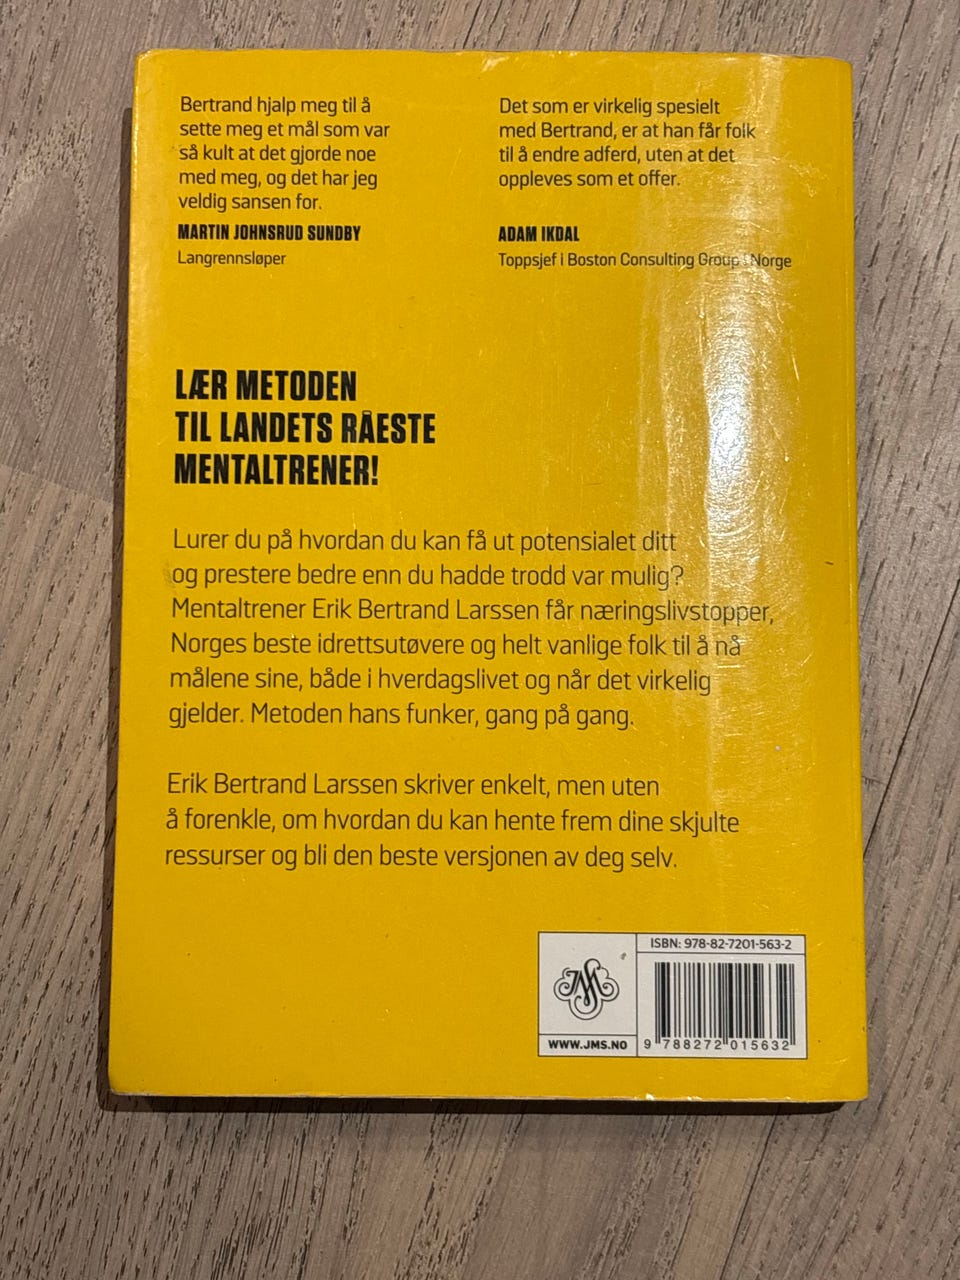 Bertrand hjalp meg til å
sette meg et mål som var
så kult at det gjorde noe
med meg, og det har jeg
veldig sansen for.
MARTIN JOHNSRUD SUNDBY
Langrennsløper
Det som er virkelig spesielt
med Bertrand, er at han får folk
til å endre adferd, uten at det
oppleves som et offer.
ADAM IKDAL
Toppsjef i Boston Consulting Group i Norge
LÆR METODEN
TIL LANDETS RÅESTE
MENTALTRENER!
Lurer du på hvordan du kan få ut potensialet ditt
og prestere bedre enn du hadde trodd var mulig?
Mentaltrener Erik Bertrand Larssen får næringslivstopper,
Norges beste idrettsutøvere og helt vanlige folk til å nå
målene sine, både i hverdagslivet og når det virkelig
gjelder. Metoden hans funker, gang på gang.
Erik Bertrand Larssen skriver enkelt, men uten
å forenkle, om hvordan du kan hente frem dine skjulte
ressurser og bli den beste versjonen av deg selv.
ISBN: 978-82-7201-563-2
JMS
WWW.JMS.NO
9 788272 015632